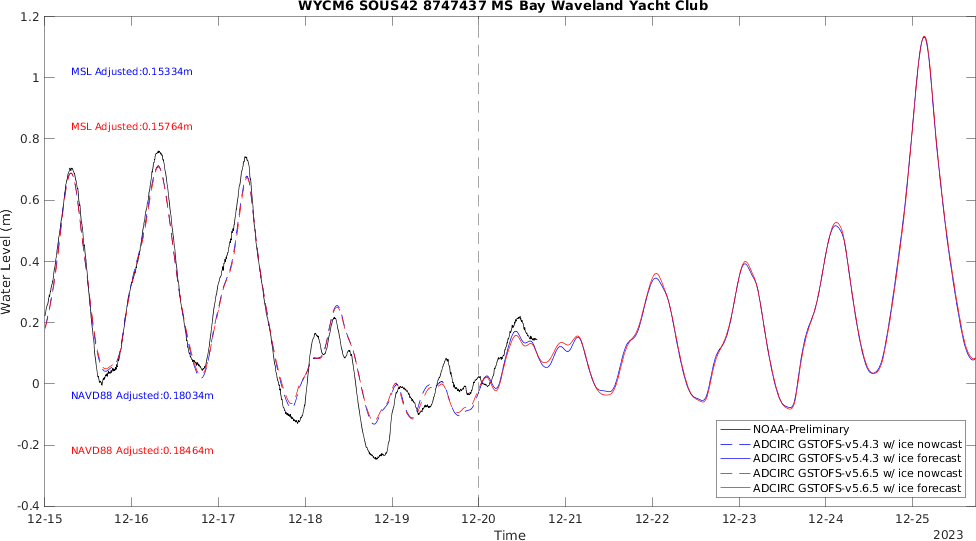 WYCM6 SOUS42 8747437 MS Bay Waveland Yacht Club
1.2
1
0.8
0.6
0.4
0.2
0
-0.2
-0.4
Water Level (m)
MSL Adjusted:0.15334m
MSL Adjusted:0.15764m
NAVD88 Adjusted:0.18034m
NAVD88 Adjusted:0.18464m
NOAA-Preliminary
ADCIRC GSTOFS-v5.4.3 w/ice nowcast
ADCIRC GSTOFS-v5.4.3 w/ice forecast
ADCIRC GSTOFS-v5.6.5 w/ice nowcast
ADCIRC GSTOFS-v5.6.5 w/ice forecast
12-15 12-16 12-17 12-18 12-19 12-20 12-21 12-22 12-23 12-24 12-25
Time
2023